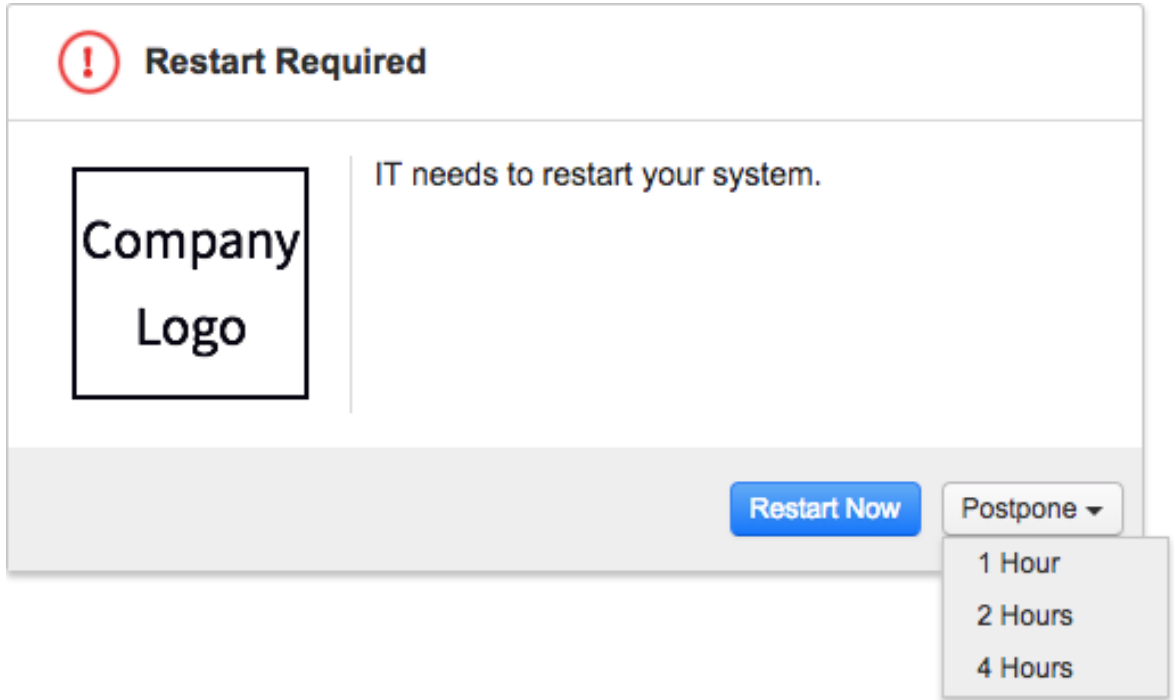 Restart Required
IT needs to restart your system.
Company
Logo
Restart Now
Postpone
1 Hour
2 Hours
4 Hours